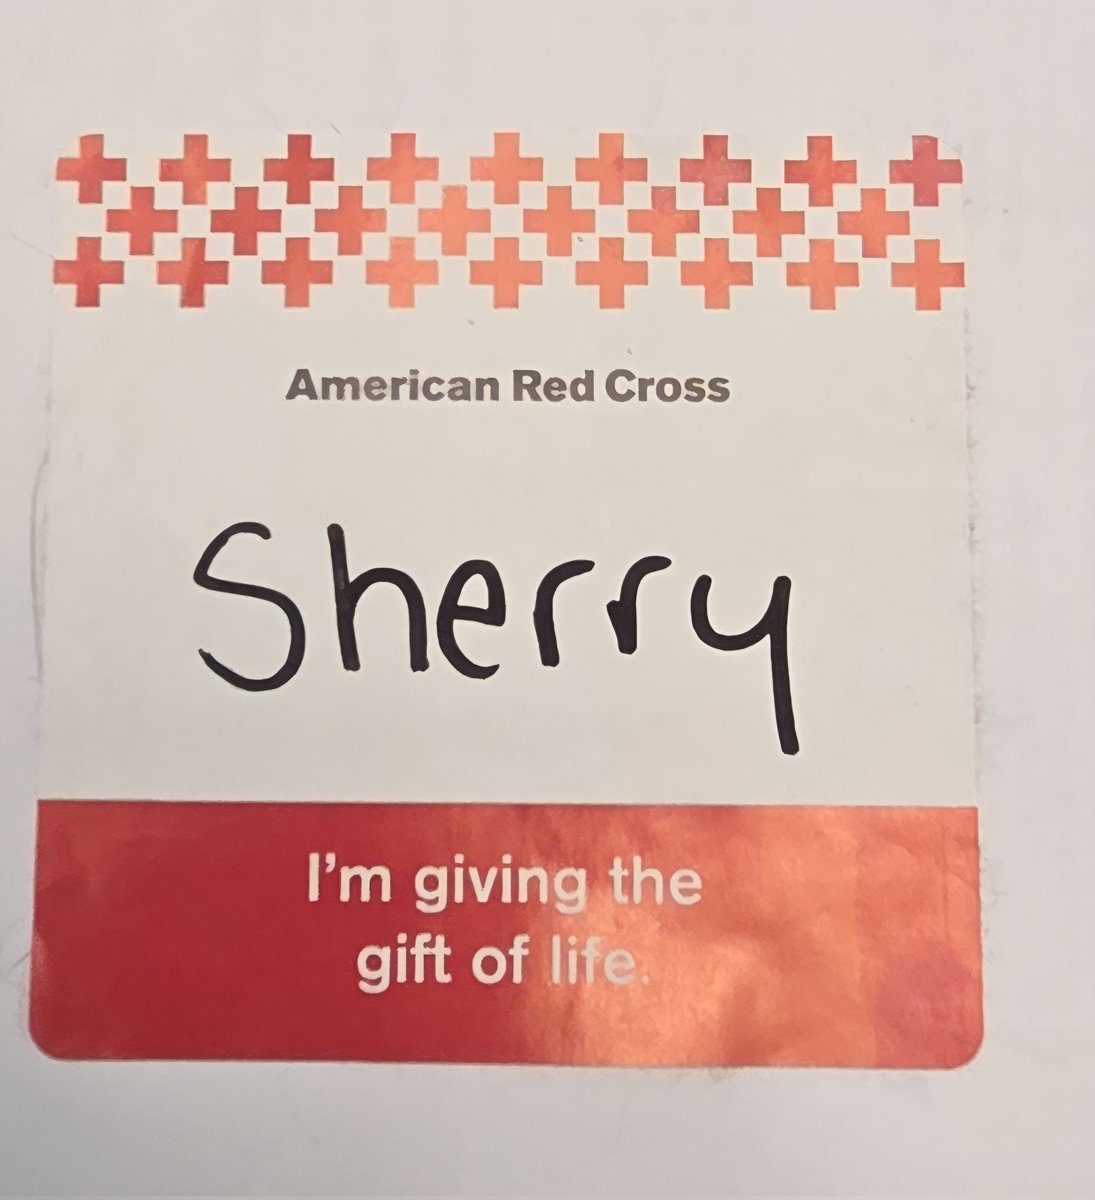 American Red Cross
Sherry
I'm giving the
gift of life.